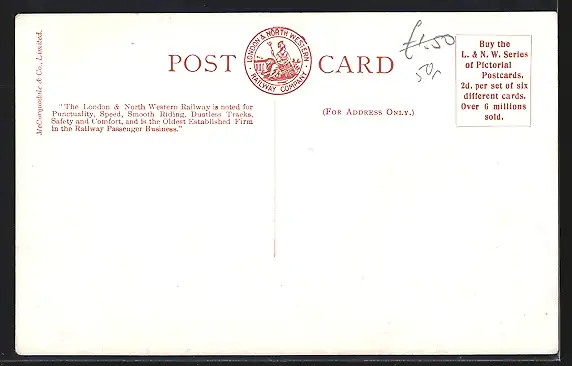 McCorquodale & Co., Limited.
POST CARD
LONDON & NORTH WESTERN RAILWAY COMPANY
£1.50
50p
Buy the
L. & N. W. Series
of Pictorial
Postcards.
2d. per set of six
different cards.
Over 6 millions
sold.
"The London & North Western Railway is noted for
Punctuality, Speed, Smooth Riding, Dustless Tracks,
Safety and Comfort, and is the Oldest Established Firm
in the Railway Passenger Business."
(FOR ADDRESS ONLY.)